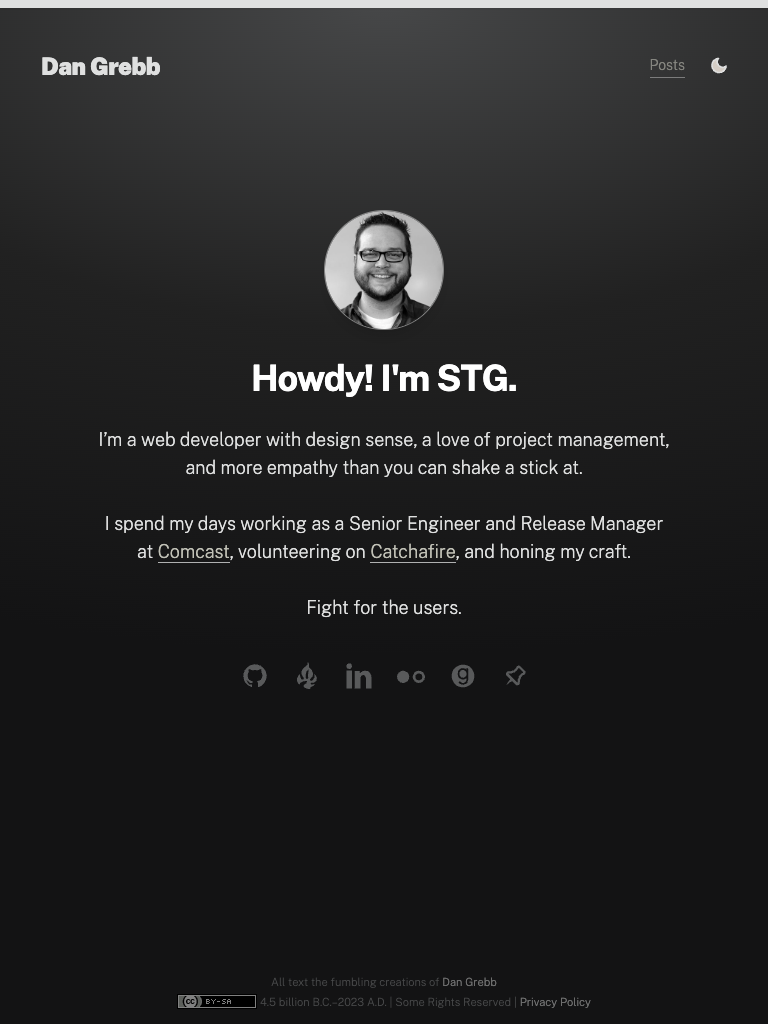 Dan Grebb
Posts
Howdy! I'm STG.
I’m a web developer with design sense, a love of project management,
and more empathy than you can shake a stick at.
I spend my days working as a Senior Engineer and Release Manager
at Comcast, volunteering on Catchafire, and honing my craft.
Fight for the users.
in
g
All text the fumbling creations of Dan Grebb
cc BY-SA 4.5 billion B.C.–2023 A.D. | Some Rights Reserved | Privacy Policy